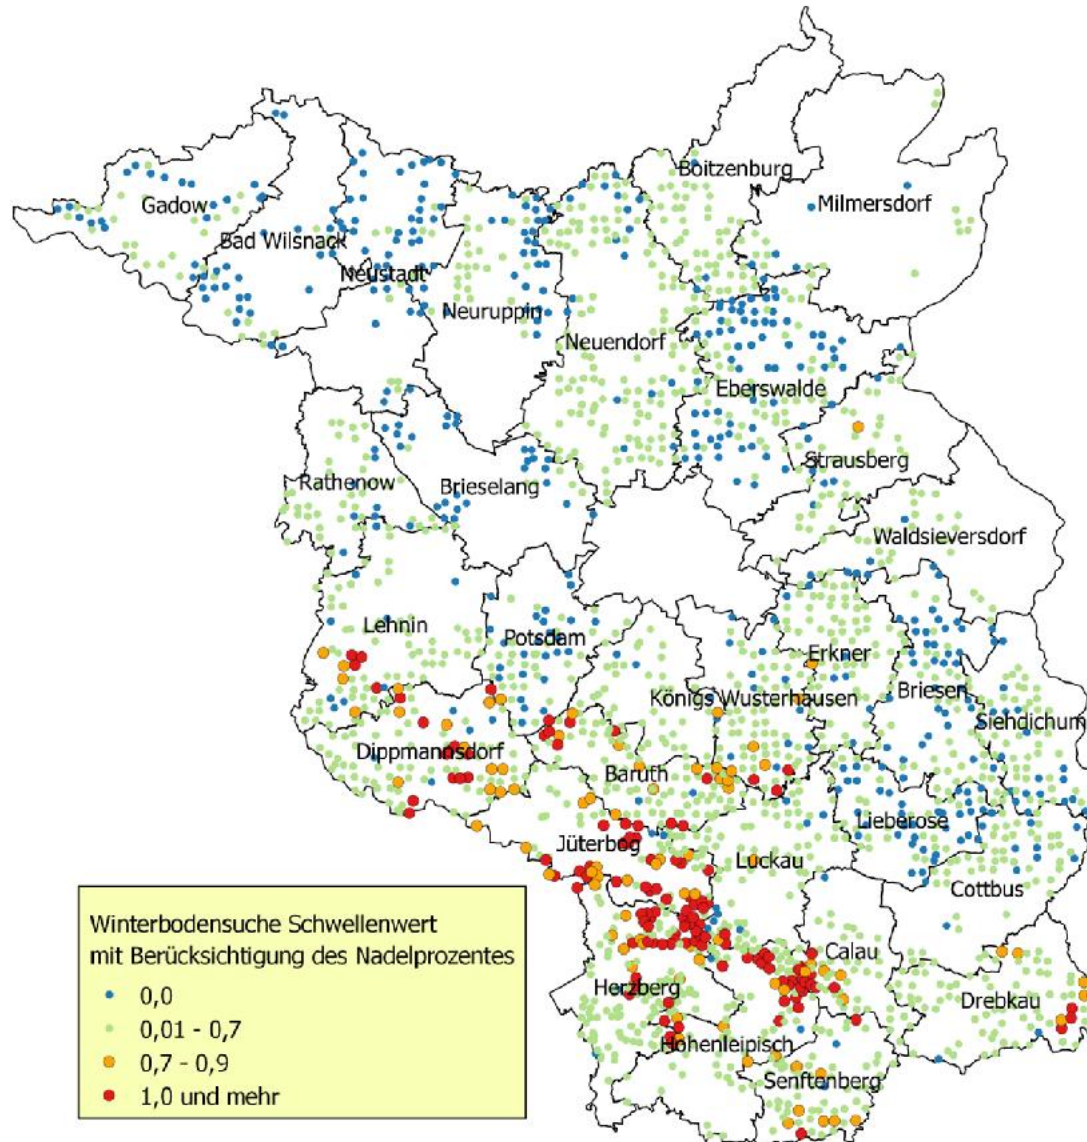 Boitzenburg
Milmersdorf
Gadow
Bad Wilsnack
Neustadt
Neuruppin
Neuendorf
Eberswalde
Strausberg
Rathenow
Brieselang
Waldsieversdorf
Lehnin
Potsdam
Erkner
Königs Wusterhausen
Briesen
Siehdichum
Dippmannsdorf
Baruth
Lieberose
Jüterbog
Luckau
Cottbus
Calau
Herzberg
Drebkau
Hohenleipisch
Senftenberg
Winterbodensuche Schwellenwert
mit Berücksichtigung des Nadelprozentes
0,0
0,01 - 0,7
0,7 - 0,9
1,0 und mehr